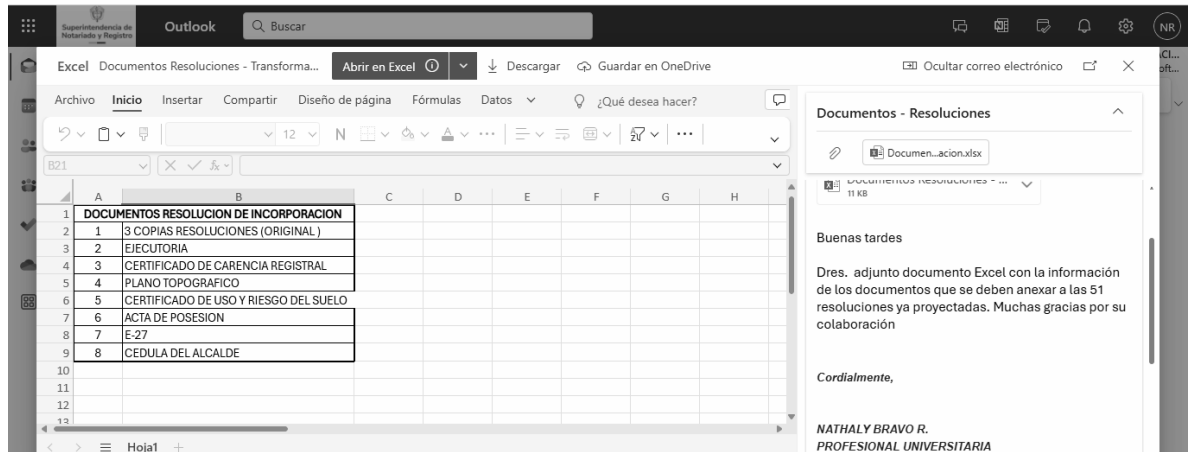 Superintendencia de
Notariado y Registro
Outlook
Buscar
NR
Excel Documentos Resoluciones - Transforma...
Abrir en Excel
Descargar
Guardar en OneDrive
Ocultar correo electrónico
Archivo Inicio Insertar Compartir Diseño de página Fórmulas Datos ¿Qué desea hacer?
12 N
B21
fx
A B C D E F G H
1 DOCUMENTOS RESOLUCION DE INCORPORACION
2 1 3 COPIAS RESOLUCIONES (ORIGINAL )
3 2 EJECUTORIA
4 3 CERTIFICADO DE CARENCIA REGISTRAL
5 4 PLANO TOPOGRAFICO
6 5 CERTIFICADO DE USO Y RIESGO DEL SUELO
7 6 ACTA DE POSESION
8 7 E-27
9 8 CEDULA DEL ALCALDE
10
11
12
13
Hoja1
Documentos - Resoluciones
Documen...acion.xlsx
Documentos Resoluciones - ...
11 KB
Buenas tardes
Dres. adjunto documento Excel con la información
de los documentos que se deben anexar a las 51
resoluciones ya proyectadas. Muchas gracias por su
colaboración
Cordialmente,
NATHALY BRAVO R.
PROFESIONAL UNIVERSITARIA